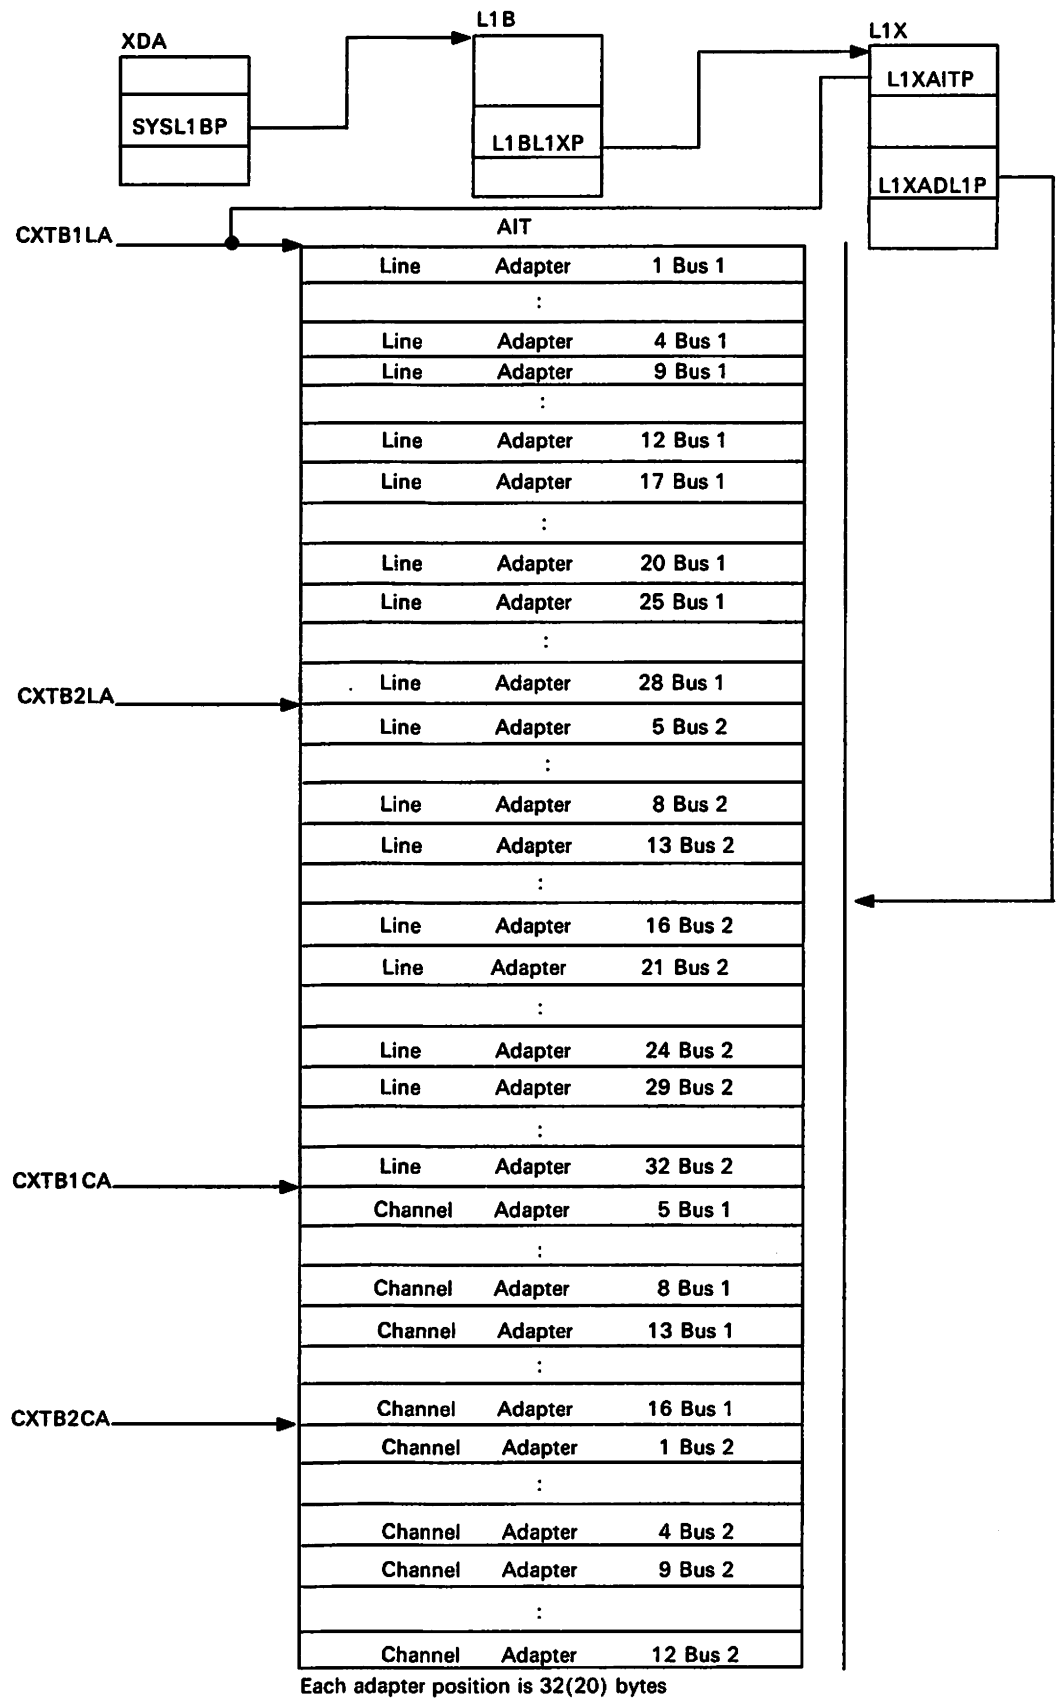 XDA
L1B
L1X
SYSL1BP
L1BL1XP
L1XAITP
L1XADL1P
CXTB1LA
AIT
Line Adapter 1 Bus 1
:
Line Adapter 4 Bus 1
Line Adapter 9 Bus 1
:
Line Adapter 12 Bus 1
Line Adapter 17 Bus 1
:
Line Adapter 20 Bus 1
Line Adapter 25 Bus 1
:
Line Adapter 28 Bus 1
CXTB2LA
Line Adapter 5 Bus 2
:
Line Adapter 8 Bus 2
Line Adapter 13 Bus 2
:
Line Adapter 16 Bus 2
Line Adapter 21 Bus 2
:
Line Adapter 24 Bus 2
Line Adapter 29 Bus 2
:
Line Adapter 32 Bus 2
CXTB1CA
Channel Adapter 5 Bus 1
:
Channel Adapter 8 Bus 1
Channel Adapter 13 Bus 1
:
Channel Adapter 16 Bus 1
CXTB2CA
Channel Adapter 1 Bus 2
:
Channel Adapter 4 Bus 2
Channel Adapter 9 Bus 2
:
Channel Adapter 12 Bus 2
Each adapter position is 32(20) bytes